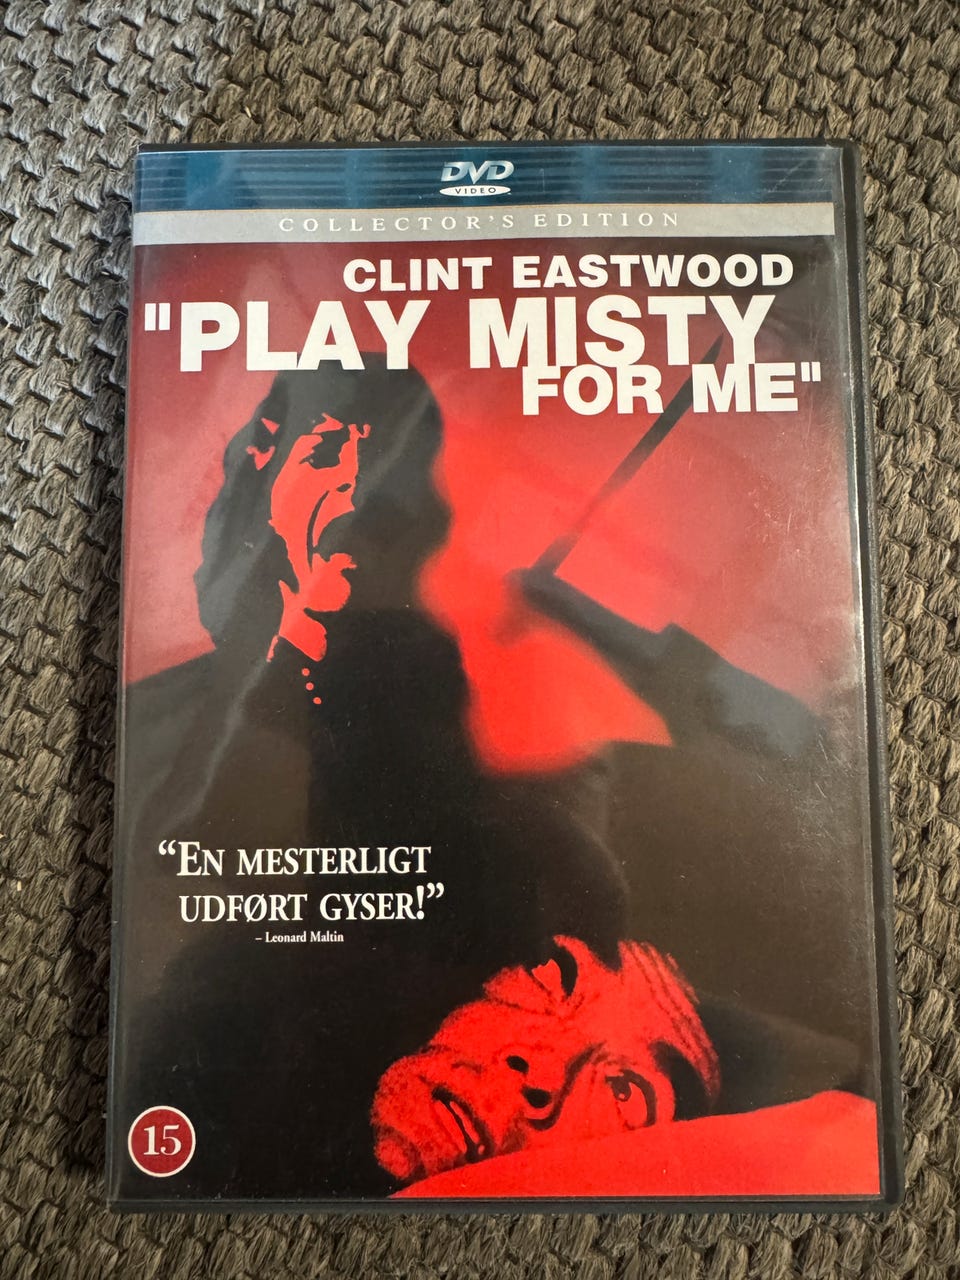 DVD
VIDEO
COLLECTOR'S EDITION
CLINT EASTWOOD
"PLAY MISTY
FOR ME"
“EN MESTERLIGT
UDFØRT GYSER!”
– Leonard Maltin
15